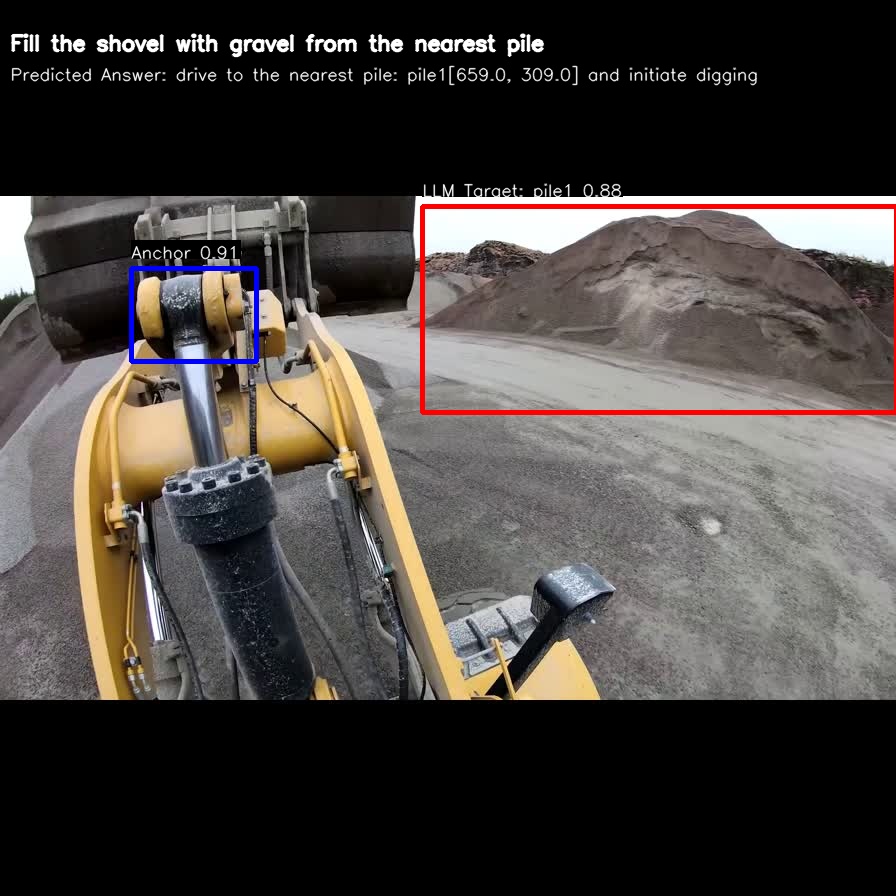 Fill the shovel with gravel from the nearest pile
Predicted Answer: drive to the nearest pile: pile1[659.0, 309.0] and initiate digging
LLM Target: pile1 0.88
Anchor 0.91